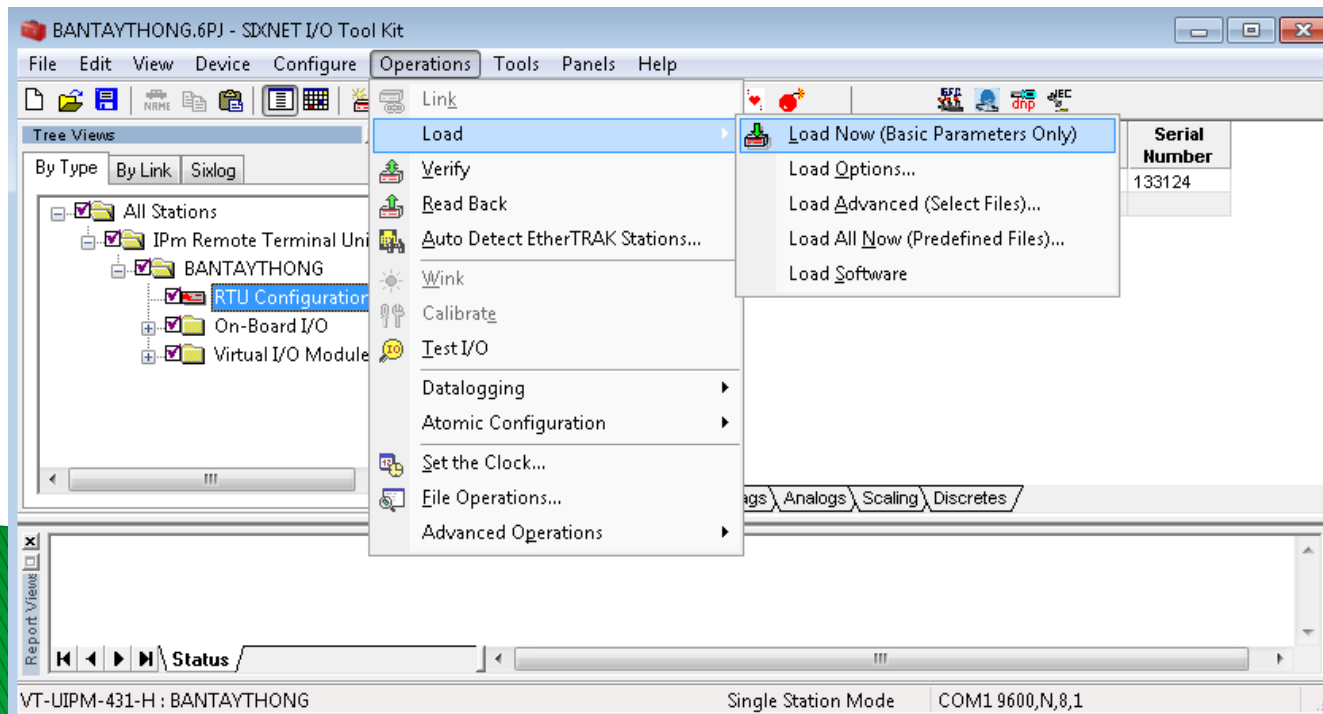 BANTAYTHONG.6PJ - SIXNET I/O Tool Kit
File Edit View Device Configure Operations Tools Panels Help
NAME
dnp
IEC
Tree Views
By Type By Link Sixlog
All Stations
IPm Remote Terminal Uni
BANTAYTHONG
RTU Configuration
On-Board I/O
Virtual I/O Module
Link
Load
Verify
Read Back
Auto Detect EtherTRAK Stations...
Wink
Calibrate
Test I/O
Datalogging
Atomic Configuration
Set the Clock...
File Operations...
Advanced Operations
Load Now (Basic Parameters Only)
Load Options...
Load Advanced (Select Files)...
Load All Now (Predefined Files)...
Load Software
Serial
Number
133124
ags Analogs Scaling Discretes
Report Views
Status
VT-UIPM-431-H : BANTAYTHONG Single Station Mode COM1 9600,N,8,1